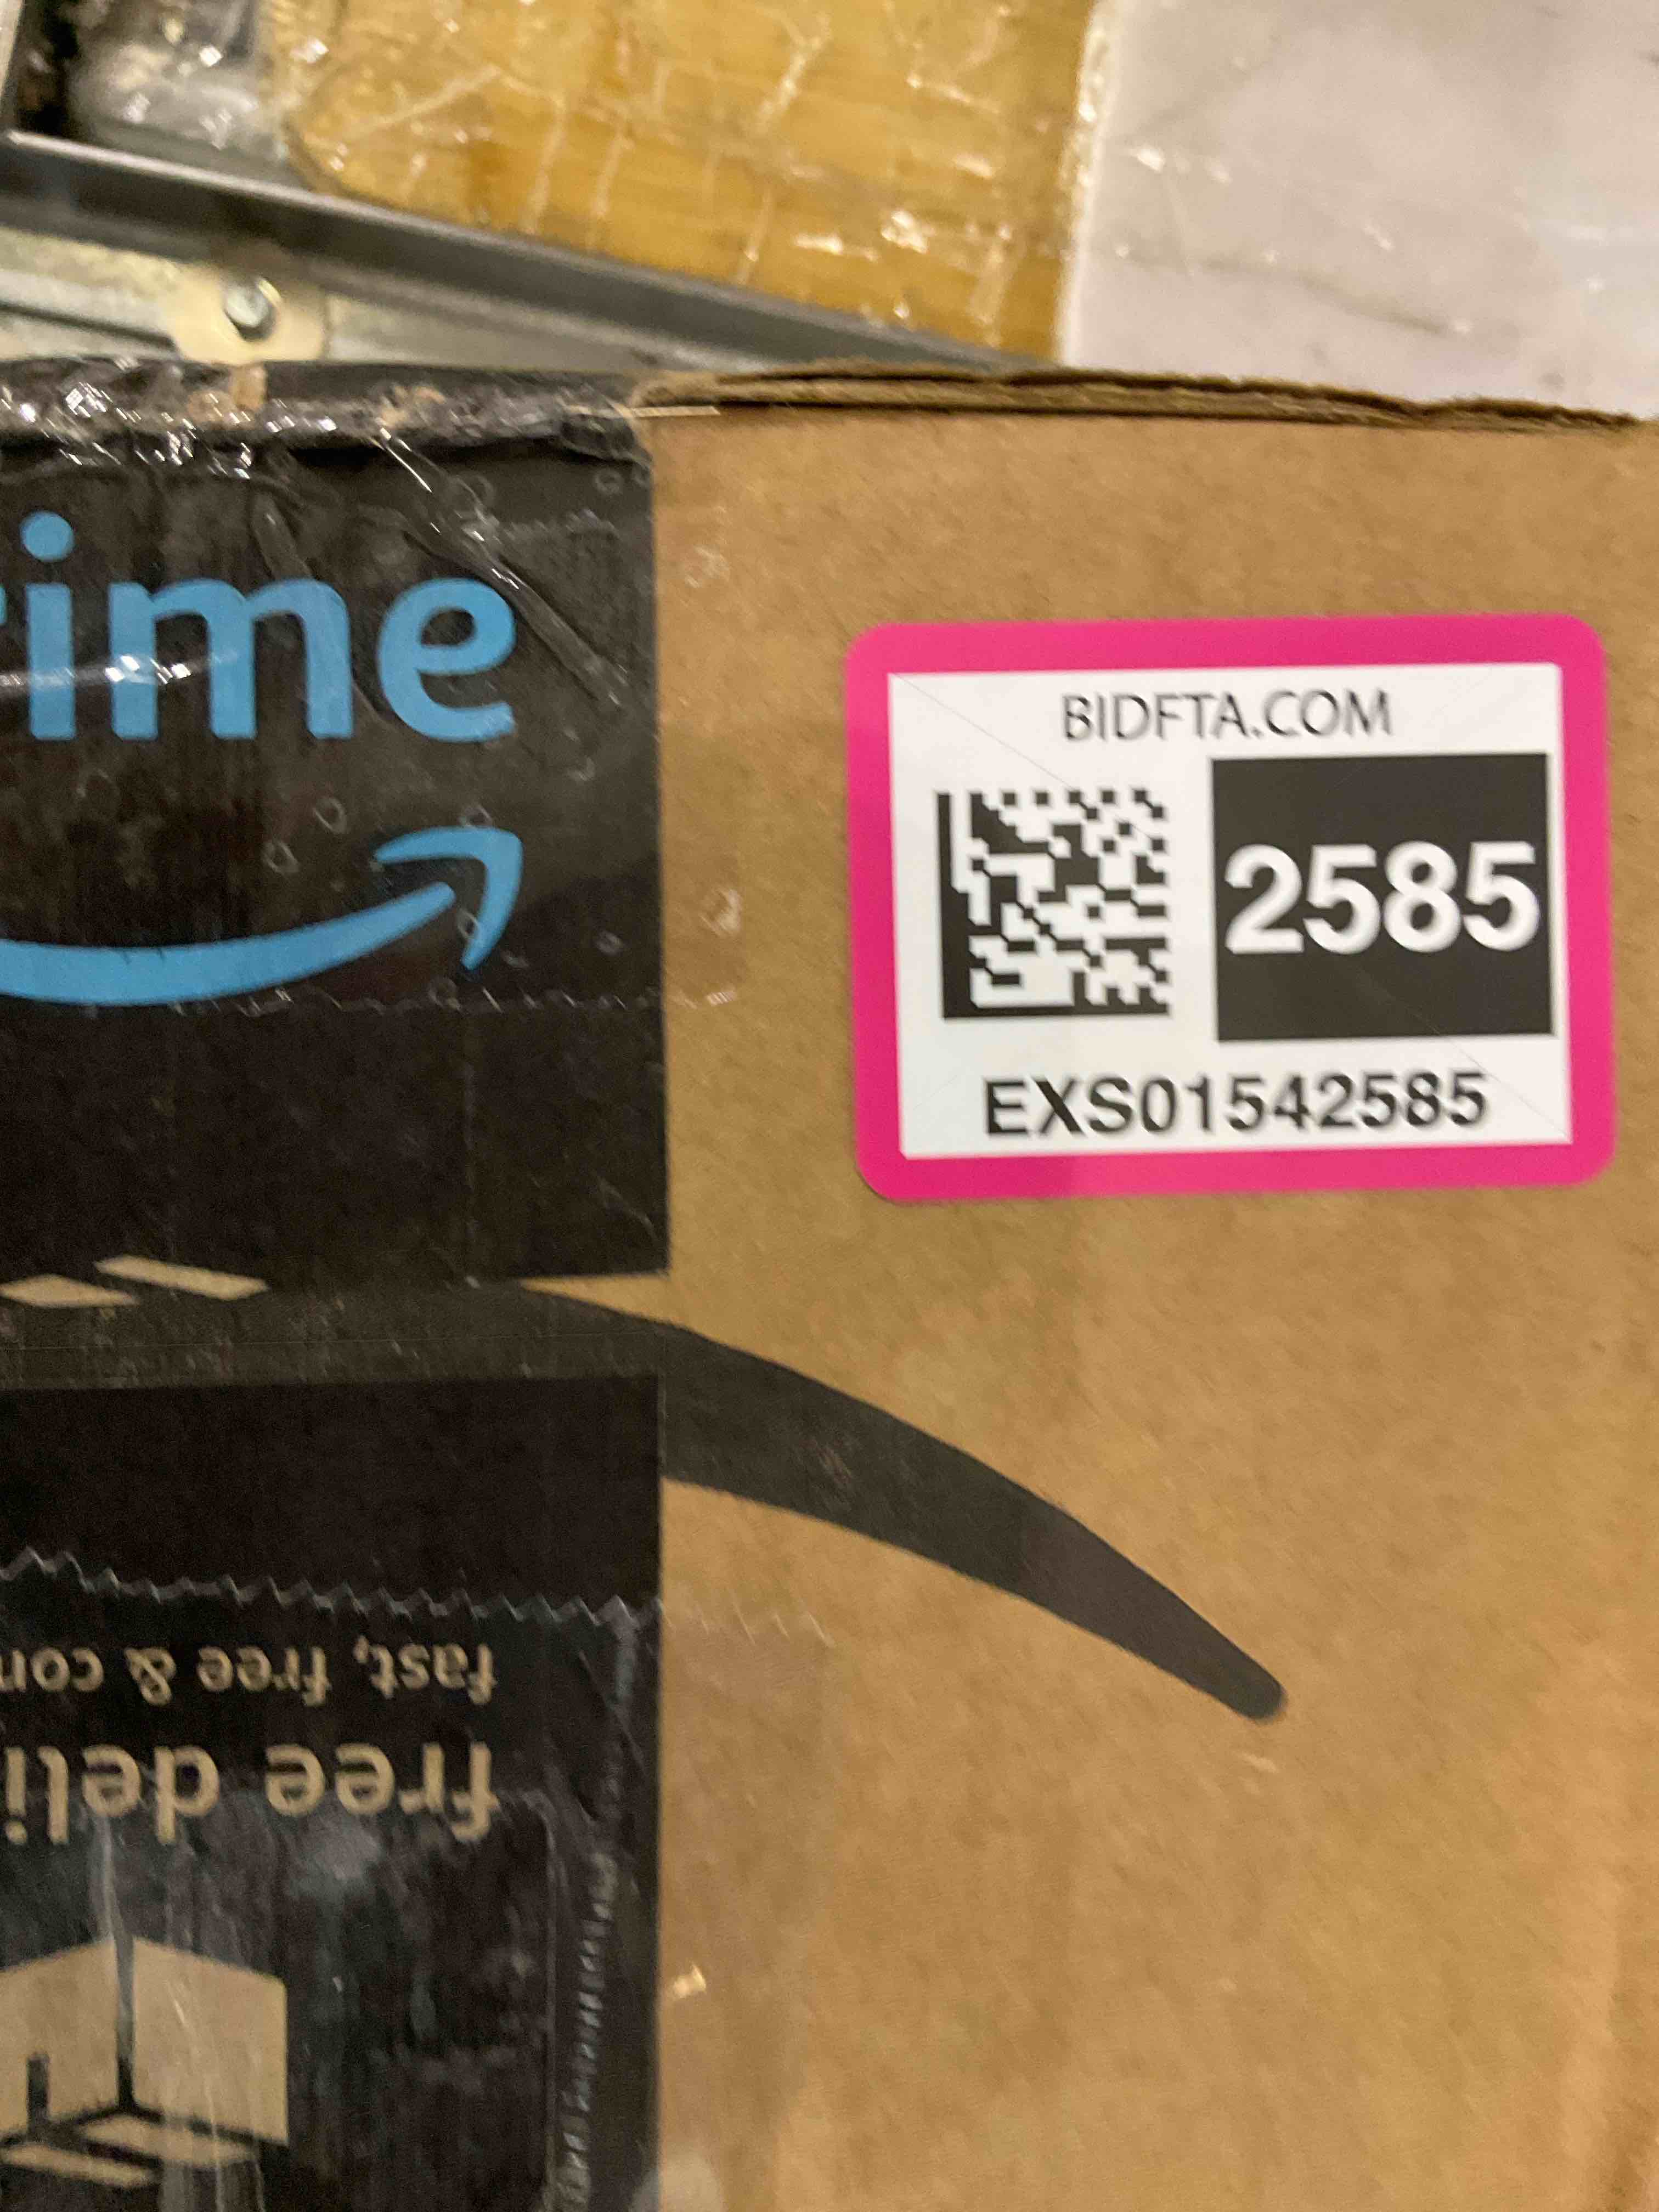 rime
BIDFTA.COM
2585
EXS01542585
fast, free & con
free deli